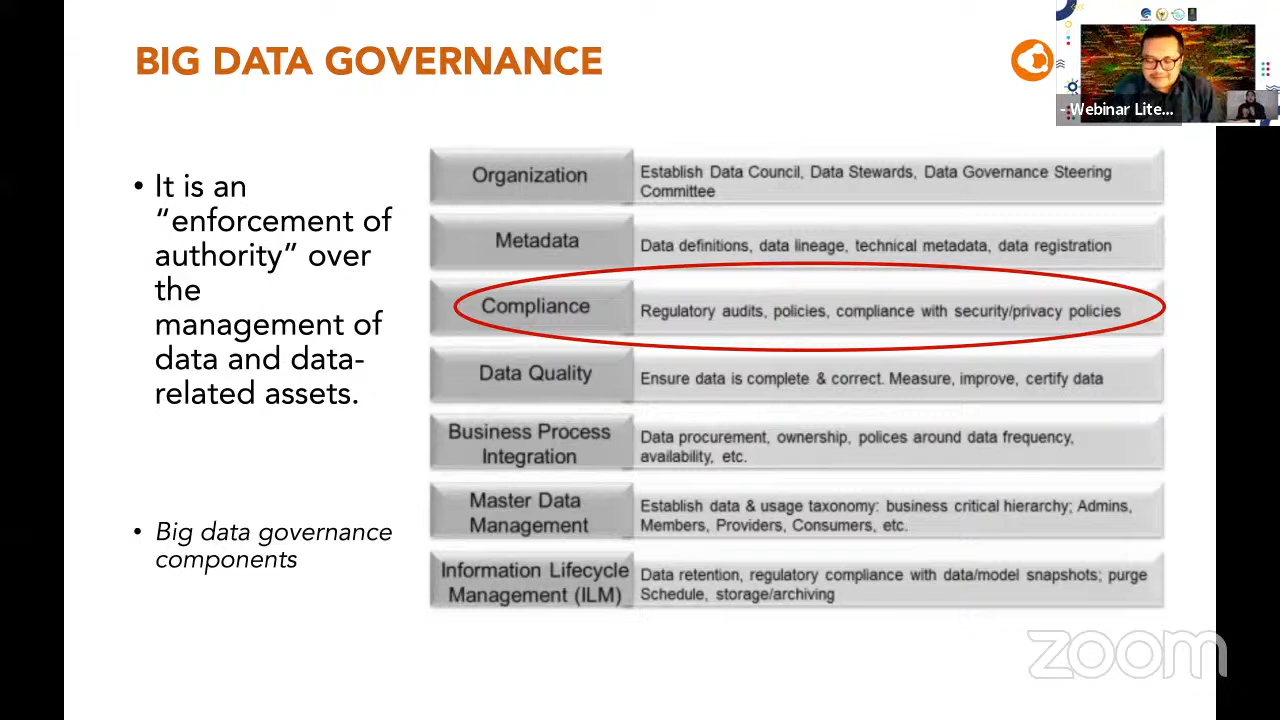 BIG DATA GOVERNANCE
- Webinar Lite...
• It is an
“enforcement of
authority” over
the
management of
data and data-
related assets.
• Big data governance
components
Organization
Establish Data Council, Data Stewards, Data Governance Steering
Committee
Metadata
Data definitions, data lineage, technical metadata, data registration
Compliance
Regulatory audits, policies, compliance with security/privacy policies
Data Quality
Ensure data is complete & correct. Measure, improve, certify data
Business Process
Integration
Data procurement, ownership, polices around data frequency,
availability, etc.
Master Data
Management
Establish data & usage taxonomy: business critical hierarchy; Admins,
Members, Providers, Consumers, etc.
Information Lifecycle
Management (ILM)
Data retention, regulatory compliance with data/model snapshots; purge
Schedule, storage/archiving
zoom